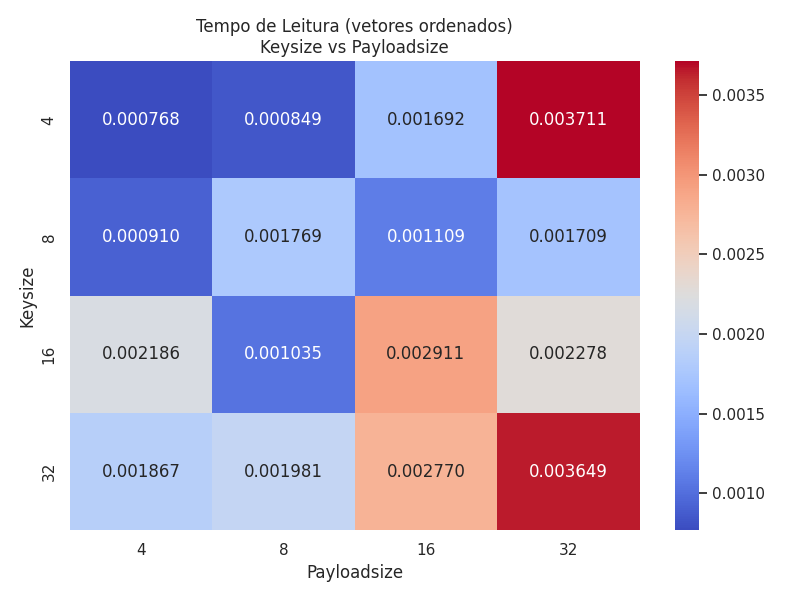 Tempo de Leitura (vetores ordenados)
Keysize vs Payloadsize
Keysize
4 0.000768 0.000849 0.001692 0.003711
8 0.000910 0.001769 0.001109 0.001709
16 0.002186 0.001035 0.002911 0.002278
32 0.001867 0.001981 0.002770 0.003649
4 8 16 32
Payloadsize
0.0035
0.0030
0.0025
0.0020
0.0015
0.0010